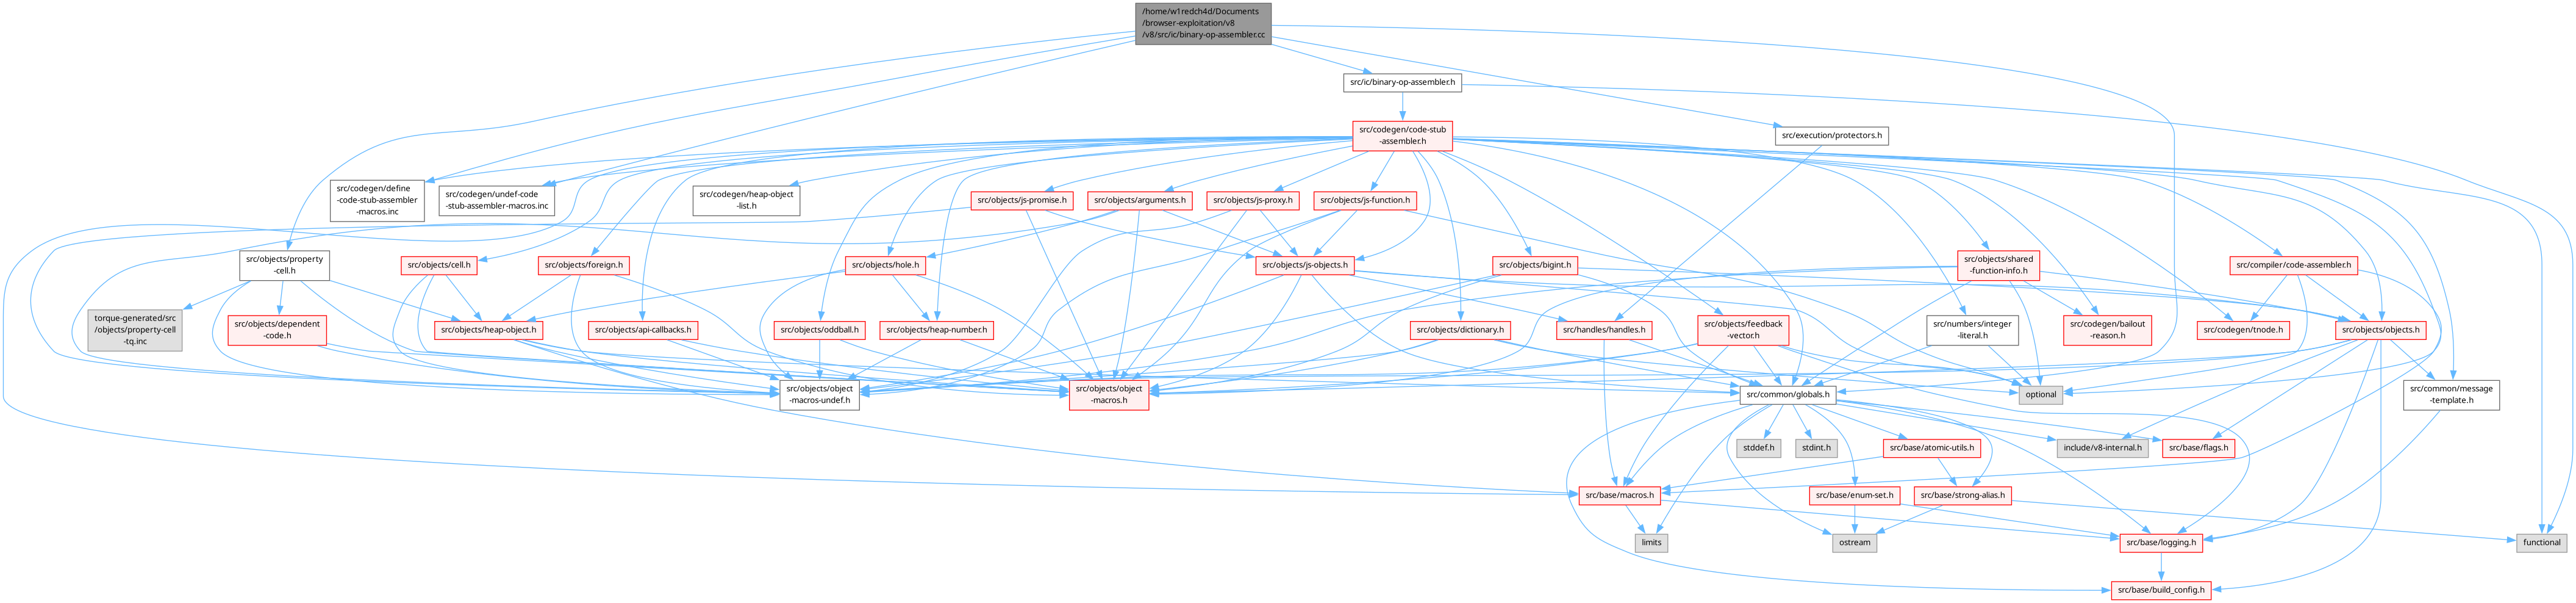 /home/w1redch4d/Documents
/browser-exploitation/v8
/v8/src/ic/binary-op-assembler.cc
src/ic/binary-op-assembler.h
src/codegen/code-stub
-assembler.h
src/execution/protectors.h
src/codegen/define
-code-stub-assembler
-macros.inc
src/codegen/undef-code
-stub-assembler-macros.inc
src/codegen/heap-object
-list.h
src/objects/js-promise.h
src/objects/arguments.h
src/objects/js-proxy.h
src/objects/js-function.h
src/objects/property
-cell.h
src/objects/cell.h
src/objects/foreign.h
src/objects/hole.h
src/objects/js-objects.h
src/objects/bigint.h
src/objects/shared
-function-info.h
src/compiler/code-assembler.h
torque-generated/src
/objects/property-cell
-tq.inc
src/objects/dependent
-code.h
src/objects/heap-object.h
src/objects/api-callbacks.h
src/objects/oddball.h
src/objects/heap-number.h
src/objects/dictionary.h
src/handles/handles.h
src/objects/feedback
-vector.h
src/numbers/integer
-literal.h
src/codegen/bailout
-reason.h
src/codegen/tnode.h
src/objects/objects.h
src/objects/object
-macros-undef.h
src/objects/object
-macros.h
src/common/globals.h
optional
src/common/message
-template.h
stddef.h
stdint.h
src/base/atomic-utils.h
include/v8-internal.h
src/base/flags.h
src/base/macros.h
src/base/enum-set.h
src/base/strong-alias.h
limits
ostream
src/base/logging.h
functional
src/base/build_config.h